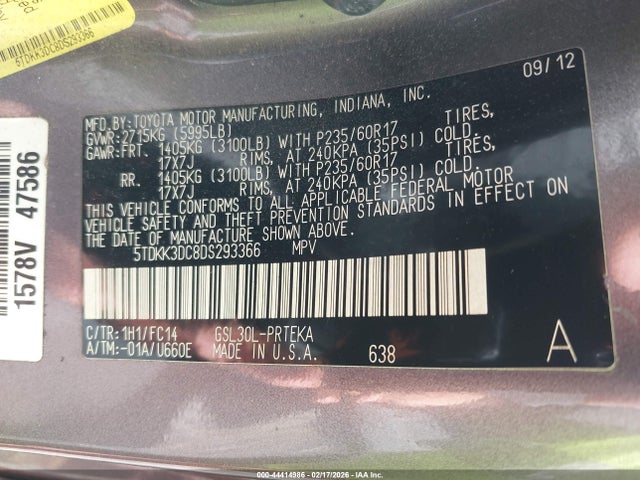 5TDKK3DC8DS293366
1578V 47586
09/12
MFD.BY:TOYOTA MOTOR MANUFACTURING, INDIANA, INC.
GVWR:2715KG (5995LB)
GAWR:FRT. 1405KG (3100LB) WITH P235/60R17 TIRES,
17X7J RIMS, AT 240KPA (35PSI) COLD.
RR. 1405KG (3100LB) WITH P235/60R17 TIRES,
17X7J RIMS, AT 240KPA (35PSI) COLD.
THIS VEHICLE CONFORMS TO ALL APPLICABLE FEDERAL MOTOR
VEHICLE SAFETY AND THEFT PREVENTION STANDARDS IN EFFECT ON
THE DATE OF MANUFACTURE SHOWN ABOVE.
5TDKK3DC8DS293366 MPV
C/TR:1H1/FC14 GSL30L-PRTEKA
A/TM:-01A/U660E MADE IN U.S.A. 638 A
000-44414986 - 02/17/2026 - IAAI.com